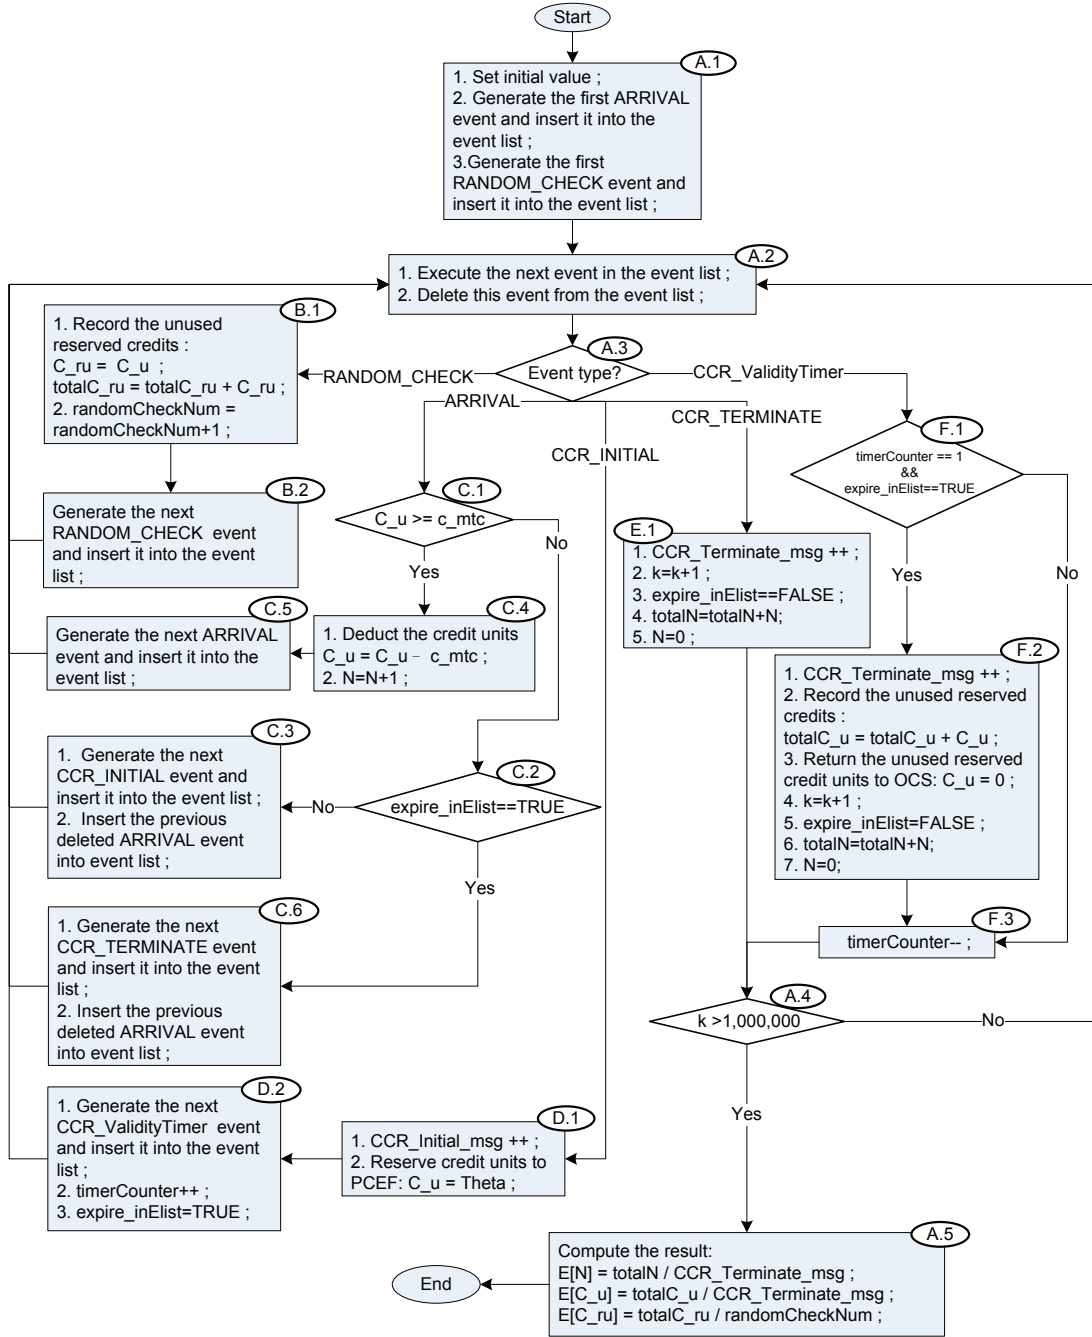 Start
A.1
1. Set initial value ;
2. Generate the first ARRIVAL
event and insert it into the
event list ;
3.Generate the first
RANDOM_CHECK event and
insert it into the event list ;
A.2
1. Execute the next event in the event list ;
2. Delete this event from the event list ;
A.3
Event type?
RANDOM_CHECK
ARRIVAL
CCR_INITIAL
CCR_TERMINATE
CCR_ValidityTimer
B.1
1. Record the unused
reserved credits :
C_ru = C_u ;
totalC_ru = totalC_ru + C_ru ;
2. randomCheckNum =
randomCheckNum+1 ;
B.2
Generate the next
RANDOM_CHECK event
and insert it into the event
list ;
C.1
C_u >= c_mtc
No
Yes
C.4
1. Deduct the credit units
C_u = C_u - c_mtc ;
2. N=N+1 ;
C.5
Generate the next ARRIVAL
event and insert it into the
event list ;
C.2
expire_inElist==TRUE
No
Yes
C.3
1. Generate the next
CCR_INITIAL event and
insert it into the event list ;
2. Insert the previous
deleted ARRIVAL event
into event list ;
C.6
1. Generate the next
CCR_TERMINATE event
and insert it into the event
list ;
2. Insert the previous
deleted ARRIVAL event
into event list ;
D.1
1. CCR_Initial_msg ++ ;
2. Reserve credit units to
PCEF: C_u = Theta ;
D.2
1. Generate the next
CCR_ValidityTimer event
and insert it into the event
list ;
2. timerCounter++ ;
3. expire_inElist=TRUE ;
E.1
1. CCR_Terminate_msg ++ ;
2. k=k+1 ;
3. expire_inElist==FALSE ;
4. totalN=totalN+N;
5. N=0 ;
F.1
timerCounter == 1
&&
expire_inElist==TRUE
Yes
No
F.2
1. CCR_Terminate_msg ++ ;
2. Record the unused reserved
credits :
totalC_u = totalC_u + C_u ;
3. Return the unused reserved
credit units to OCS: C_u = 0 ;
4. k=k+1 ;
5. expire_inElist=FALSE ;
6. totalN=totalN+N;
7. N=0;
F.3
timerCounter-- ;
A.4
k >1,000,000
No
Yes
A.5
Compute the result:
E[N] = totalN / CCR_Terminate_msg ;
E[C_u] = totalC_u / CCR_Terminate_msg ;
E[C_ru] = totalC_ru / randomCheckNum ;
End